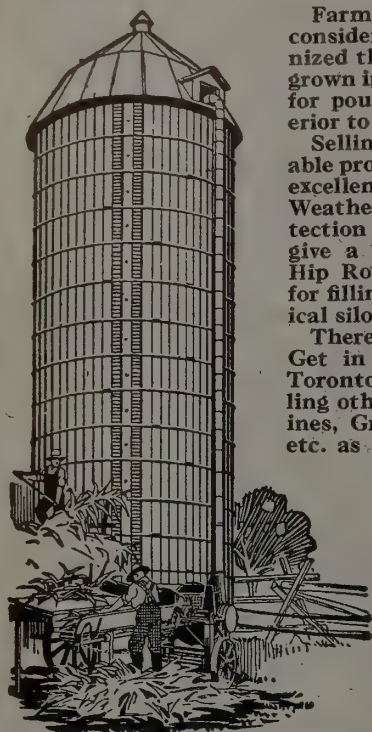 Farm
consider
nized th
grown in
for pou
erior to
Sellin
able pro
excellen
Weathe
tection
give a
Hip Ro
for fillin
ical silo
There
Get in
Toronto
ling oth
ines, Gr
etc. as